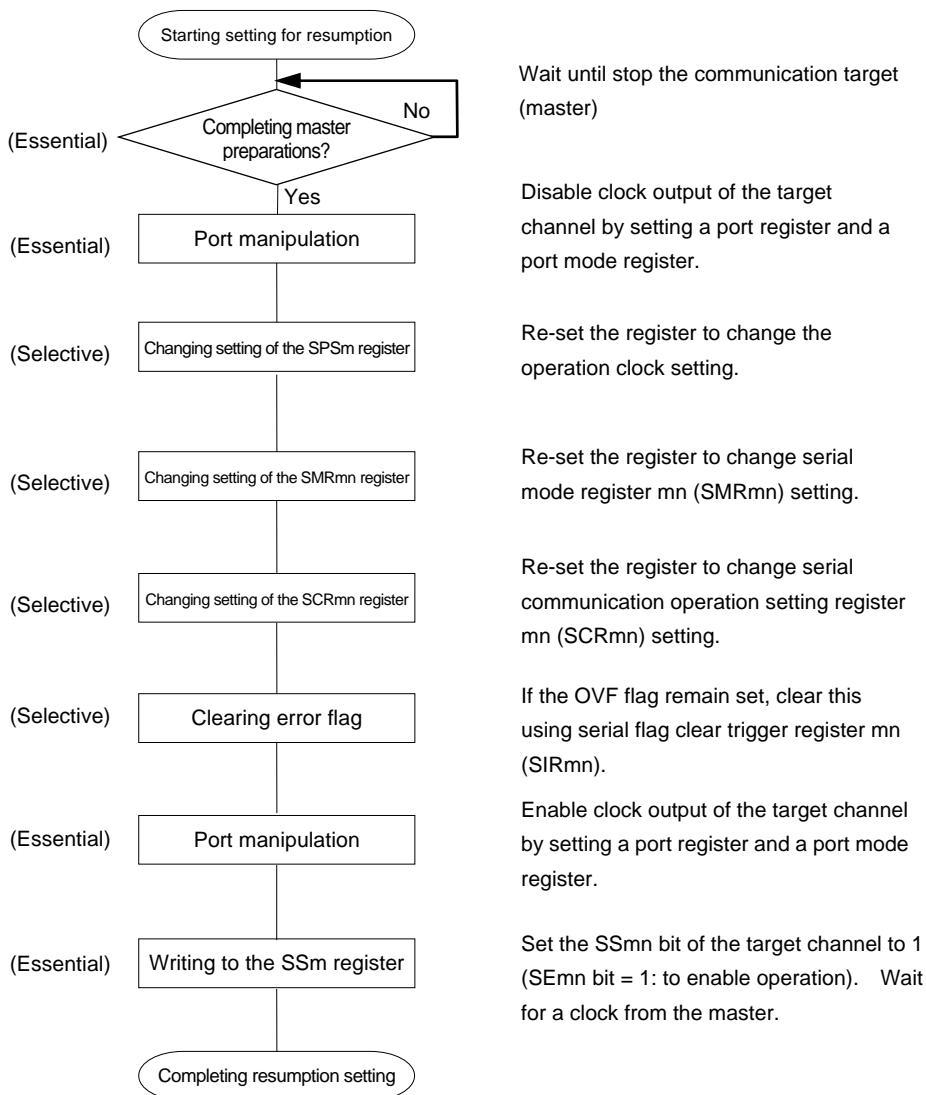 Starting setting for resumption
Wait until stop the communication target
(master)
No
(Essential)
Completing master
preparations?
Yes
Disable clock output of the target
channel by setting a port register and a
port mode register.
(Essential)
Port manipulation
(Selective)
Changing setting of the SPSm register
Re-set the register to change the
operation clock setting.
(Selective)
Changing setting of the SMRmn register
Re-set the register to change serial
mode register mn (SMRmn) setting.
(Selective)
Changing setting of the SCRmn register
Re-set the register to change serial
communication operation setting register
mn (SCRmn) setting.
(Selective)
Clearing error flag
If the OVF flag remain set, clear this
using serial flag clear trigger register mn
(SIRmn).
(Essential)
Port manipulation
Enable clock output of the target channel
by setting a port register and a port mode
register.
(Essential)
Writing to the SSm register
Set the SSmn bit of the target channel to 1
(SEmn bit = 1: to enable operation). Wait
for a clock from the master.
Completing resumption setting